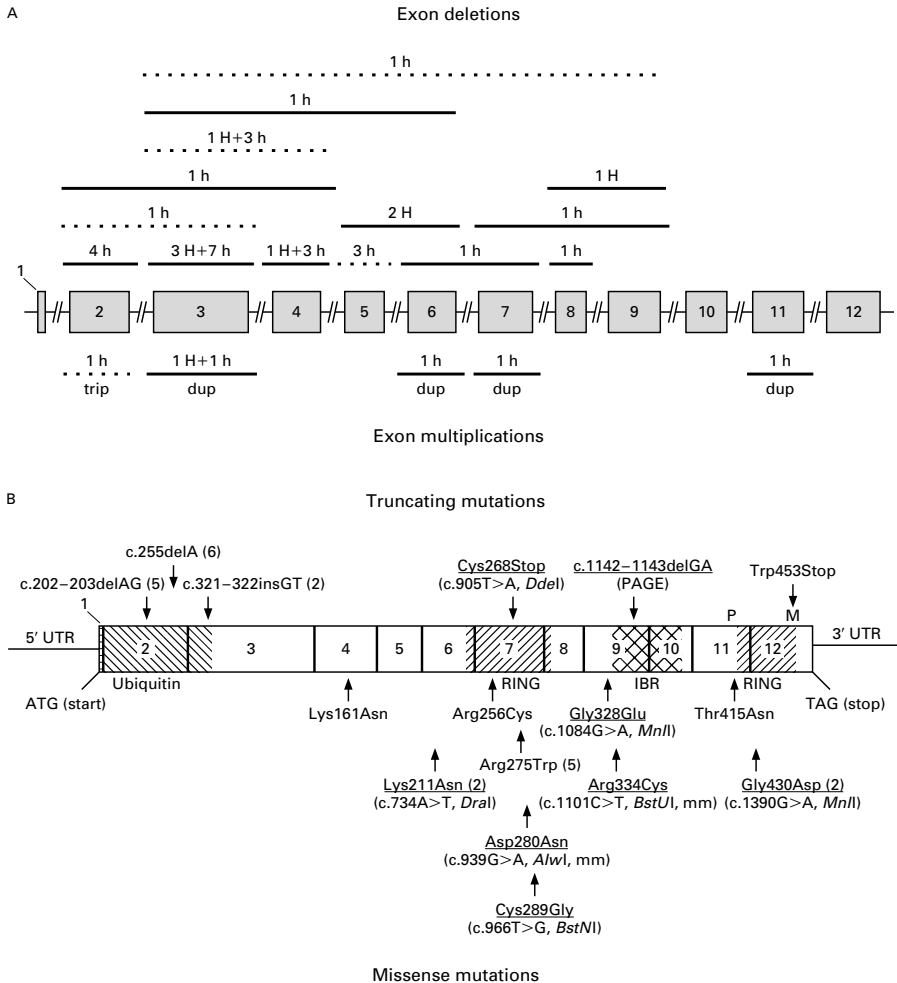 A
Exon deletions
1 h
1 h
1 H+3 h
1 h 1 H
1 h 2 H 1 h
4 h 3 H+7 h 1 H+3 h 3 h 1 h 1 h
1
2 3 4 5 6 7 8 9 10 11 12
1 h 1 H+1 h 1 h 1 h 1 h
trip dup dup dup dup
Exon multiplications
B
Truncating mutations
c.255delA (6)
c.202–203delAG (5) c.321–322insGT (2)
Cys268Stop
(c.905T>A, DdeI)
c.1142–1143delGA
(PAGE)
Trp453Stop
1 P M
5′ UTR 2 3 4 5 6 7 8 9 10 11 12 3′ UTR
ATG (start) Ubiquitin RING IBR RING TAG (stop)
Lys161Asn Arg256Cys Gly328Glu Thr415Asn
(c.1084G>A, MnlI)
Arg275Trp (5)
Lys211Asn (2) Arg334Cys Gly430Asp (2)
(c.734A>T, DraI) (c.1101C>T, BstUI, mm) (c.1390G>A, MnlI)
Asp280Asn
(c.939G>A, AlwI, mm)
Cys289Gly
(c.966T>G, BstNI)
Missense mutations